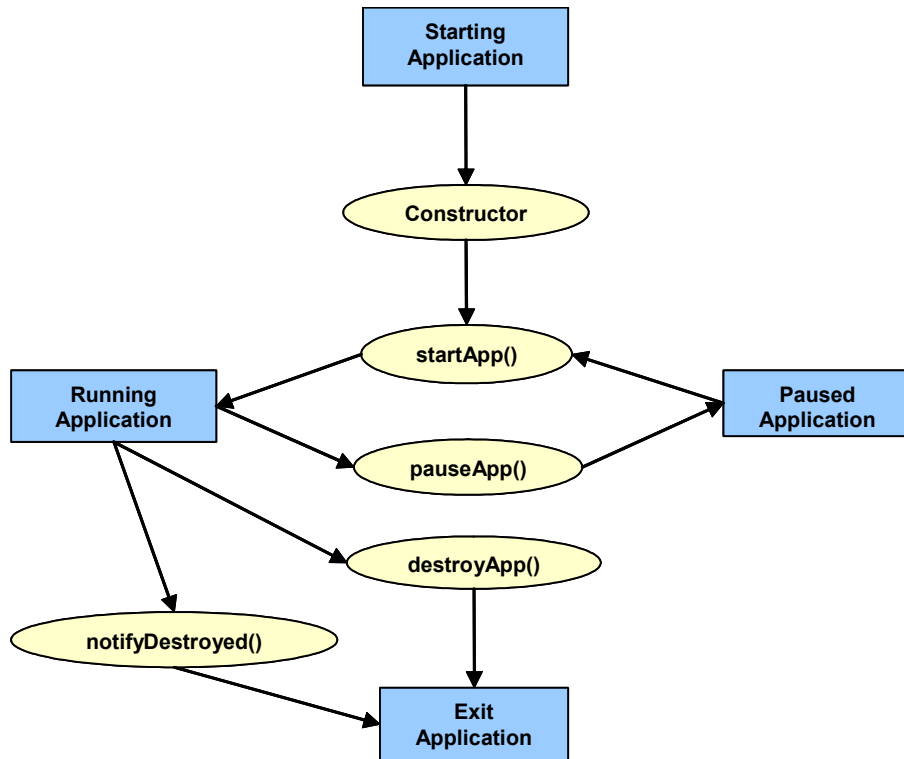 Starting
Application
Constructor
startApp()
Running
Application
Paused
Application
pauseApp()
destroyApp()
notifyDestroyed()
Exit
Application